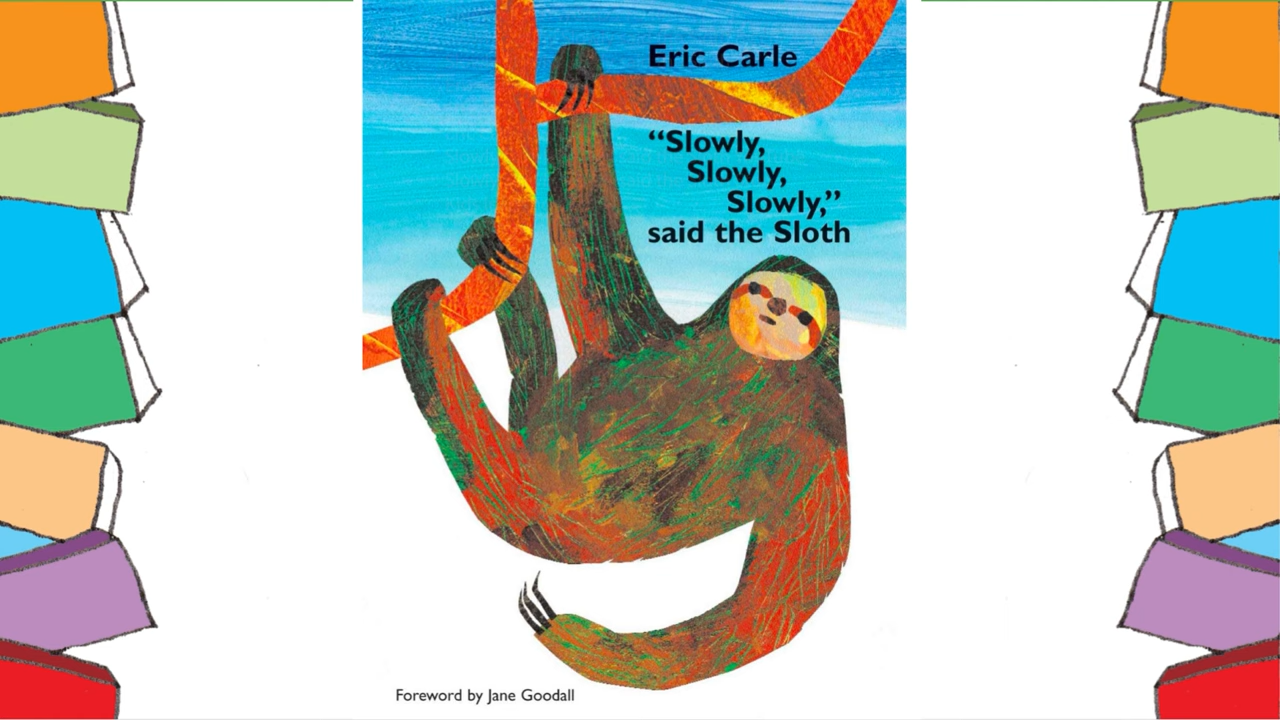 Eric Carle
“Slowly,
Slowly,
Slowly,”
said the Sloth
Foreword by Jane Goodall